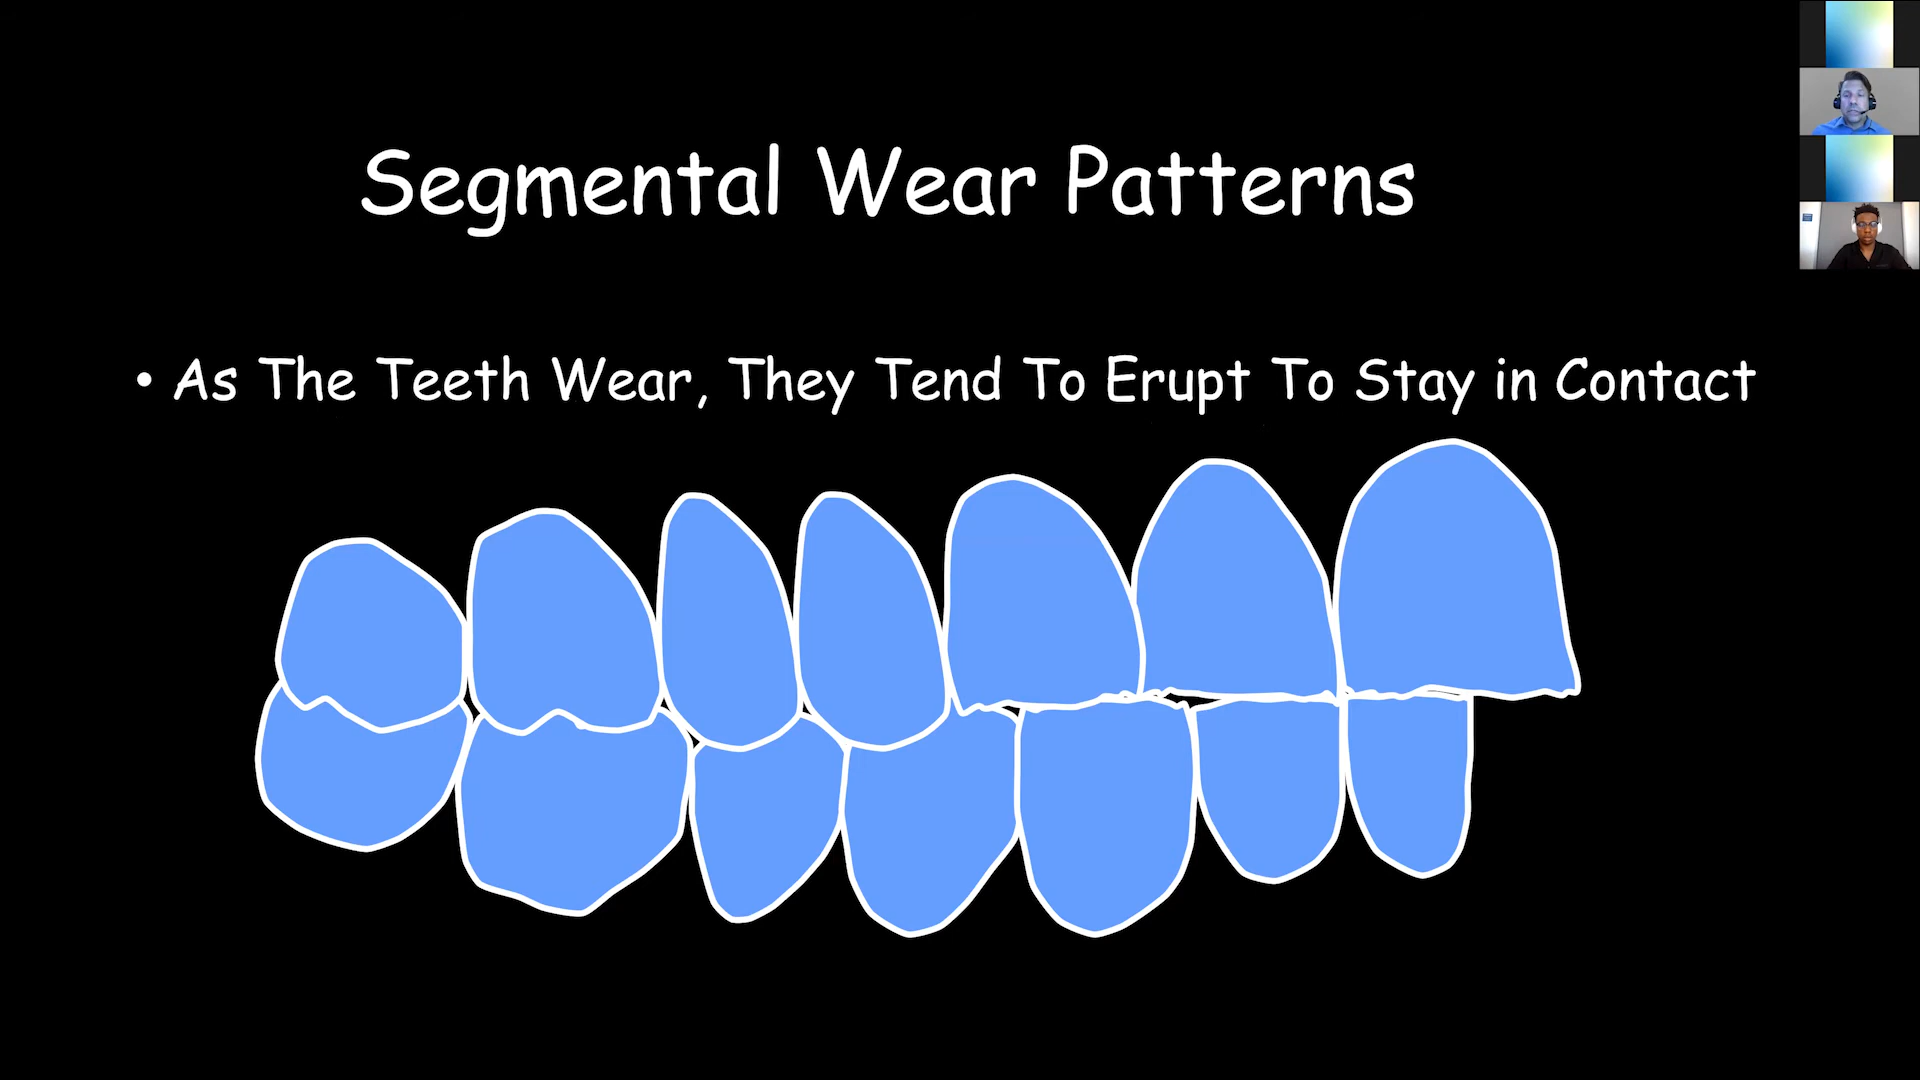 Segmental Wear Patterns
• As The Teeth Wear, They Tend To Erupt To Stay in Contact